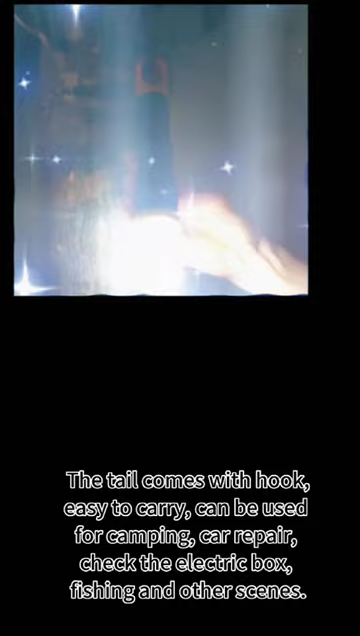 The tail comes with hook,
easy to carry, can be used
for camping, car repair,
check the electric box,
fishing and other scenes.